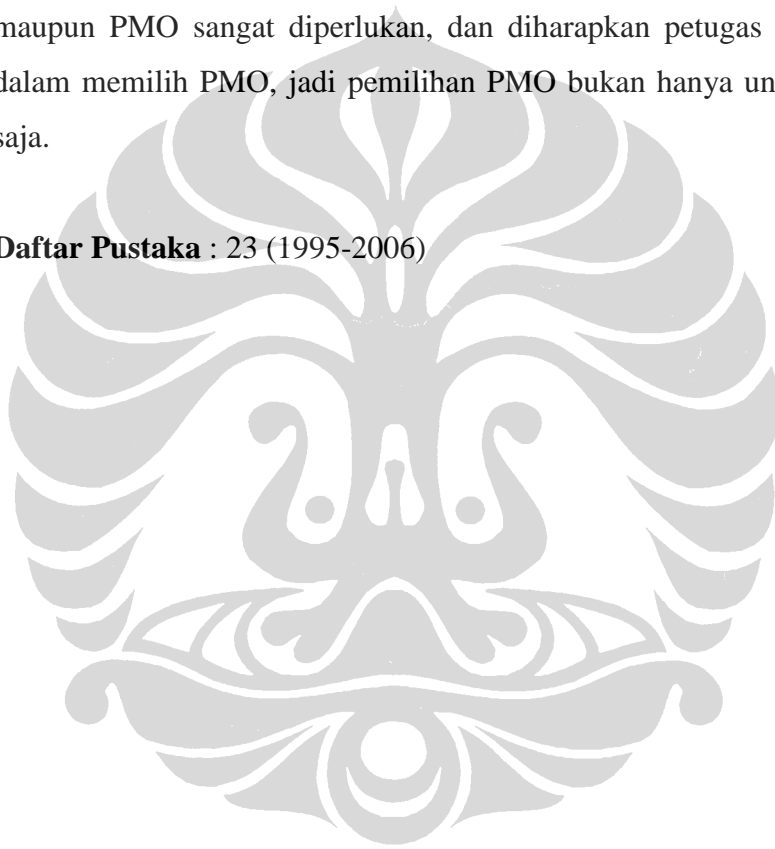 maupun PMO sangat diperlukan, dan diharapkan petugas
dalam memilih PMO, jadi pemilihan PMO bukan hanya un
saja.
Daftar Pustaka : 23 (1995-2006)